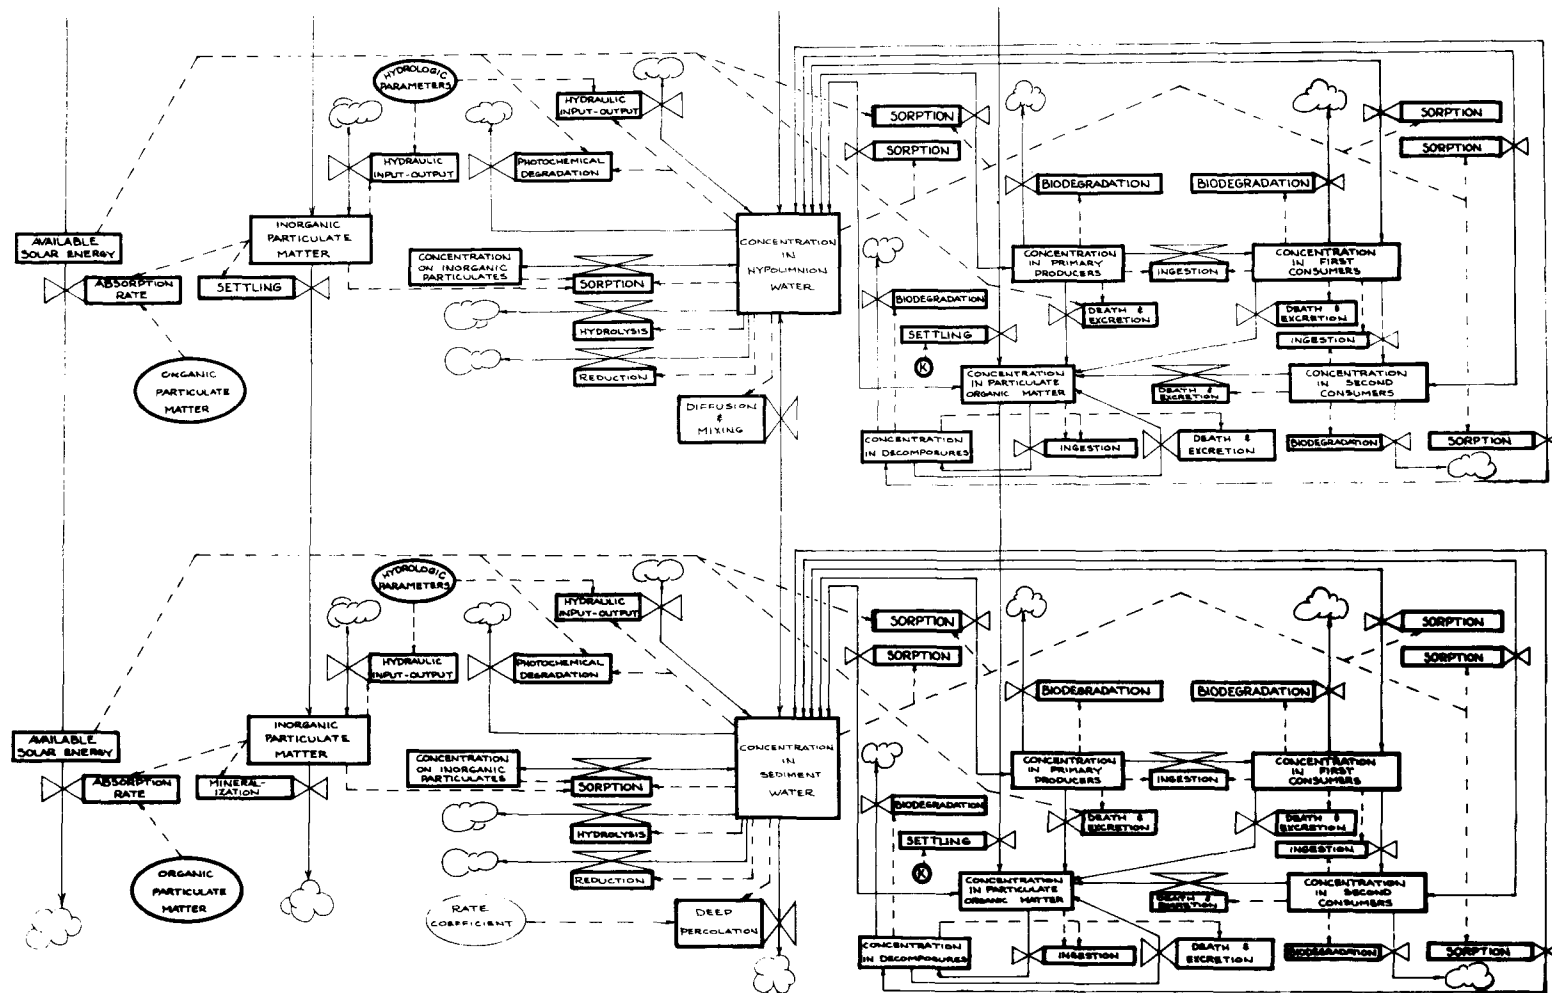 HYDROLOGIC
PARAMETERS
HYDRAULIC
INPUT-OUTPUT
HYDRAULIC
INPUT-OUTPUT
PHOTOCHEMICAL
DEGRADATION
SORPTION
SORPTION
SORPTION
SORPTION
BIODEGRADATION
BIODEGRADATION
AVAILABLE
SOLAR ENERGY
INORGANIC
PARTICULATE
MATTER
CONCENTRATION
IN
HYPOLIMNION
WATER
CONCENTRATION
ON INORGANIC
PARTICULATES
CONCENTRATION
IN PRIMARY
PRODUCERS
INGESTION
CONCENTRATION
IN FIRST
CONSUMERS
ABSORPTION
RATE
SETTLING
SORPTION
BIODEGRADATION
DEATH &
EXCRETION
DEATH &
EXCRETION
HYDROLYSIS
SETTLING
INGESTION
K
REDUCTION
ORGANIC
PARTICULATE
MATTER
CONCENTRATION
IN PARTICULATE
ORGANIC MATTER
DEATH &
EXCRETION
CONCENTRATION
IN SECOND
CONSUMERS
DIFFUSION
&
MIXING
CONCENTRATION
IN DECOMPOSURES
INGESTION
DEATH &
EXCRETION
BIODEGRADATION
SORPTION
HYDROLOGIC
PARAMETERS
HYDRAULIC
INPUT-OUTPUT
HYDRAULIC
INPUT-OUTPUT
PHOTOCHEMICAL
DEGRADATION
SORPTION
SORPTION
SORPTION
SORPTION
BIODEGRADATION
BIODEGRADATION
AVAILABLE
SOLAR ENERGY
INORGANIC
PARTICULATE
MATTER
CONCENTRATION
IN
SEDIMENT
WATER
CONCENTRATION
ON INORGANIC
PARTICULATES
CONCENTRATION
IN PRIMARY
PRODUCERS
INGESTION
CONCENTRATION
IN FIRST
CONSUMERS
ABSORPTION
RATE
MINERAL-
IZATION
SORPTION
BIODEGRADATION
DEATH &
EXCRETION
DEATH &
EXCRETION
HYDROLYSIS
SETTLING
INGESTION
K
REDUCTION
ORGANIC
PARTICULATE
MATTER
CONCENTRATION
IN PARTICULATE
ORGANIC MATTER
DEATH &
EXCRETION
CONCENTRATION
IN SECOND
CONSUMERS
RATE
COEFFICIENT
DEEP
PERCOLATION
CONCENTRATION
IN DECOMPOSURES
INGESTION
DEATH &
EXCRETION
BIODEGRADATION
SORPTION